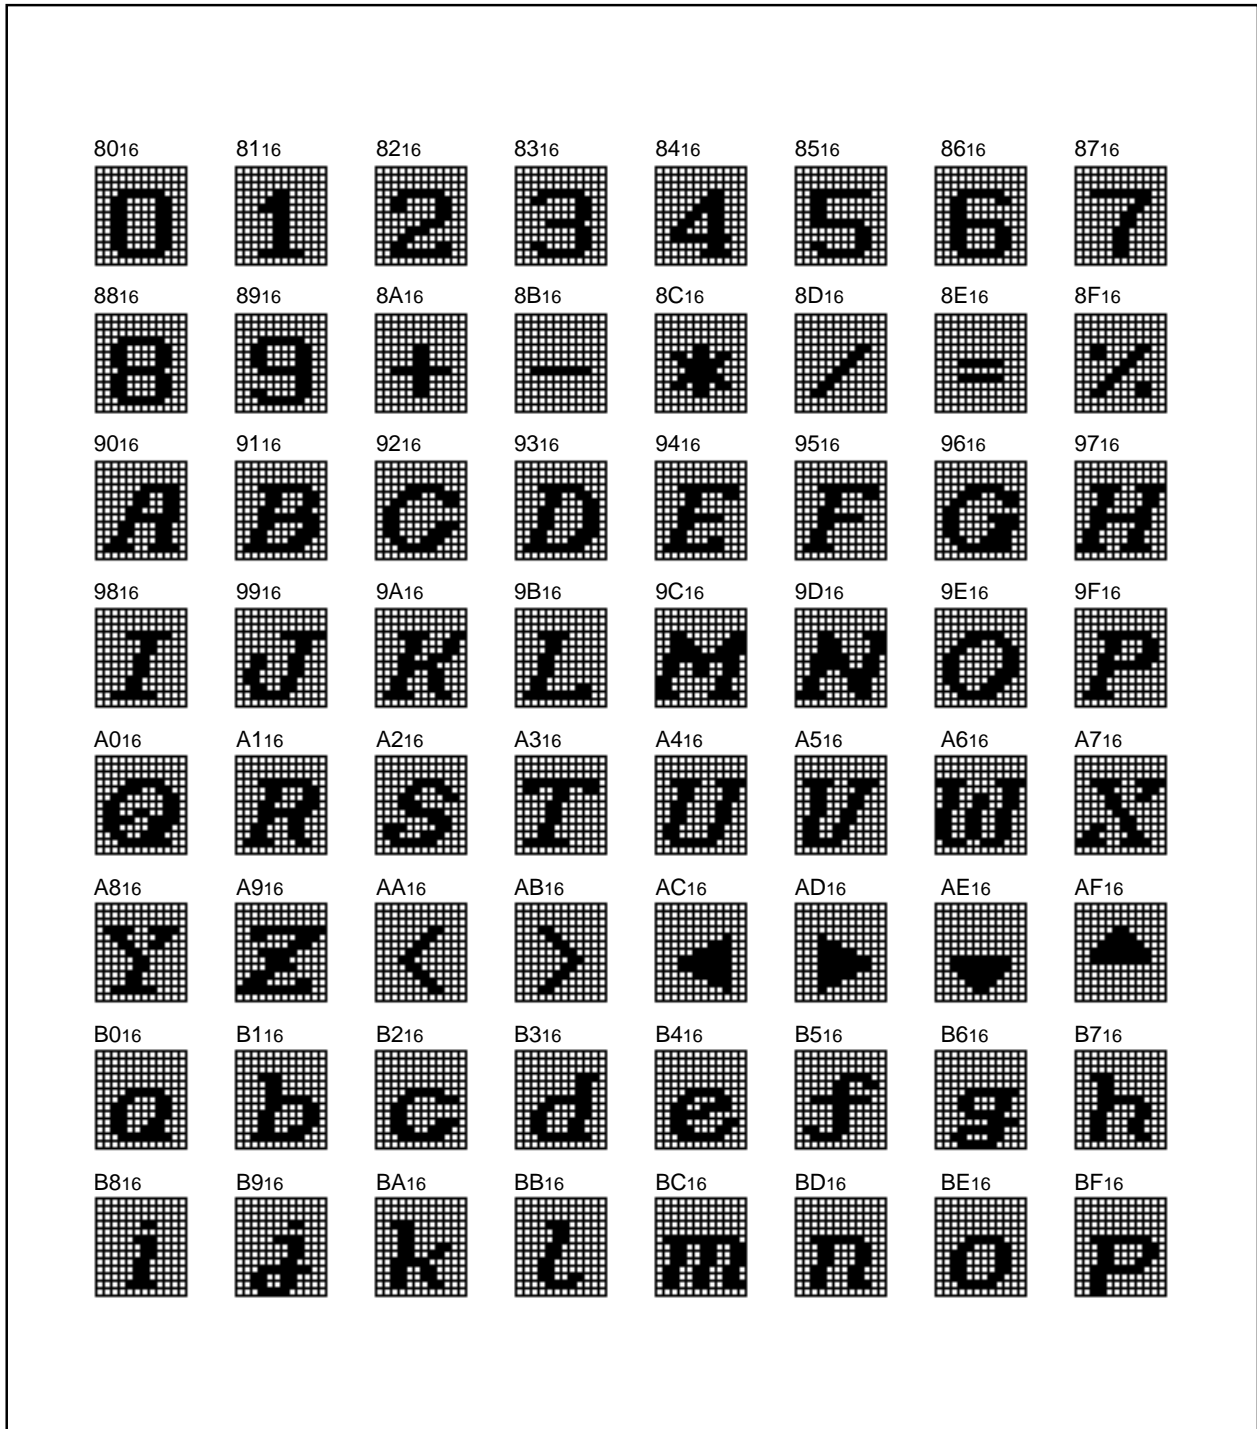 8016 8116 8216 8316 8416 8516 8616 8716
0 1 2 3 4 5 6 7
8816 8916 8A16 8B16 8C16 8D16 8E16 8F16
8 9 + − * / = %
9016 9116 9216 9316 9416 9516 9616 9716
A B C D E F G H
9816 9916 9A16 9B16 9C16 9D16 9E16 9F16
I J K L M N O P
A016 A116 A216 A316 A416 A516 A616 A716
Q R S T U V W X
A816 A916 AA16 AB16 AC16 AD16 AE16 AF16
Y Z < > ◀ ▶ ▼ ▲
B016 B116 B216 B316 B416 B516 B616 B716
a b c d e f g h
B816 B916 BA16 BB16 BC16 BD16 BE16 BF16
i j k l m n o p